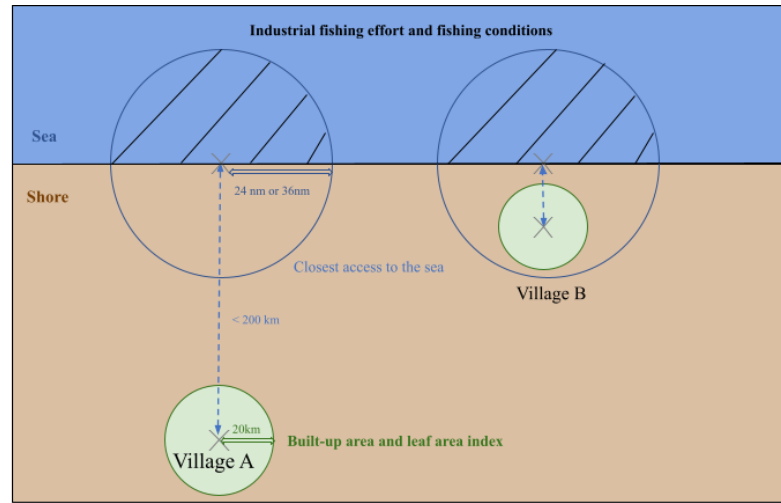 Industrial fishing effort and fishing conditions
Sea
24 nm or 36nm
Shore
Closest access to the sea
Village B
< 200 km
20km
Built-up area and leaf area index
Village A